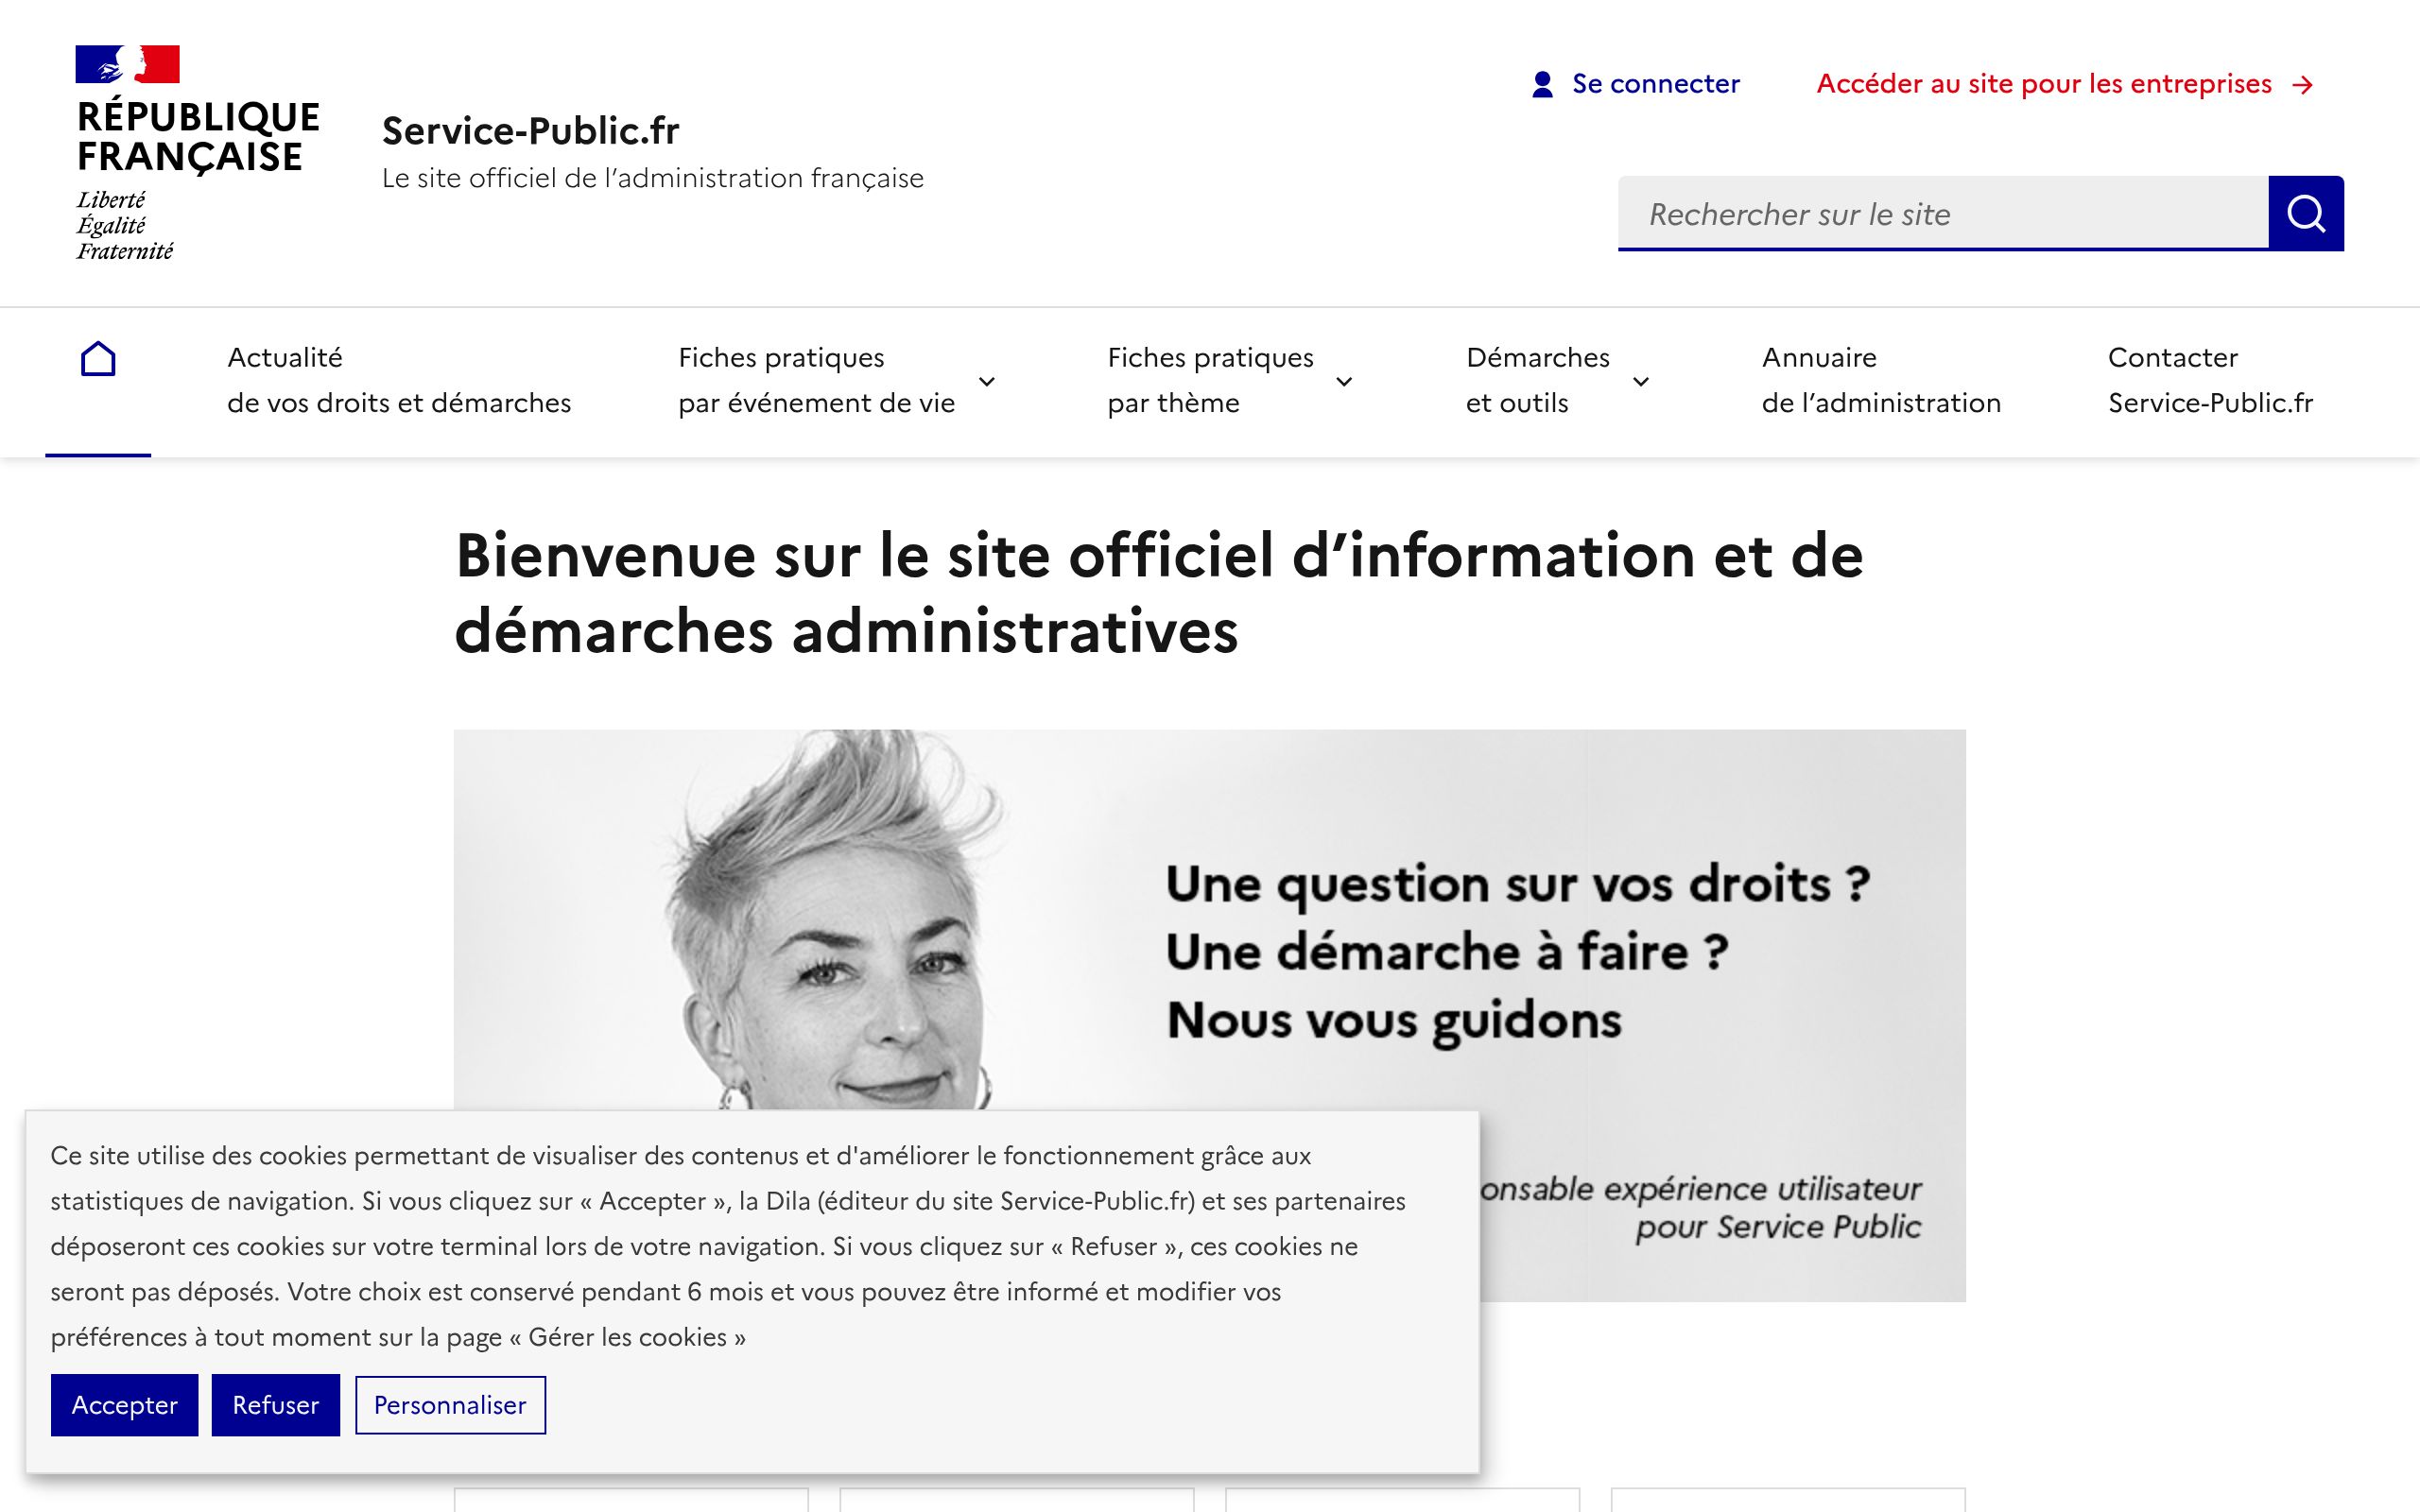 RÉPUBLIQUE
FRANÇAISE
Liberté
Égalité
Fraternité
Service-Public.fr
Le site officiel de l’administration française
Se connecter
Accéder au site pour les entreprises
Rechercher sur le site
Actualité
de vos droits et démarches
Fiches pratiques
par événement de vie
Fiches pratiques
par thème
Démarches
et outils
Annuaire
de l’administration
Contacter
Service-Public.fr
Bienvenue sur le site officiel d’information et de
démarches administratives
Une question sur vos droits ?
Une démarche à faire ?
Nous vous guidons
expérience utilisateur
pour Service Public
Ce site utilise des cookies permettant de visualiser des contenus et d'améliorer le fonctionnement grâce aux
statistiques de navigation. Si vous cliquez sur « Accepter », la Dila (éditeur du site Service-Public.fr) et ses partenaires
déposeront ces cookies sur votre terminal lors de votre navigation. Si vous cliquez sur « Refuser », ces cookies ne
seront pas déposés. Votre choix est conservé pendant 6 mois et vous pouvez être informé et modifier vos
préférences à tout moment sur la page « Gérer les cookies »
Accepter
Refuser
Personnaliser